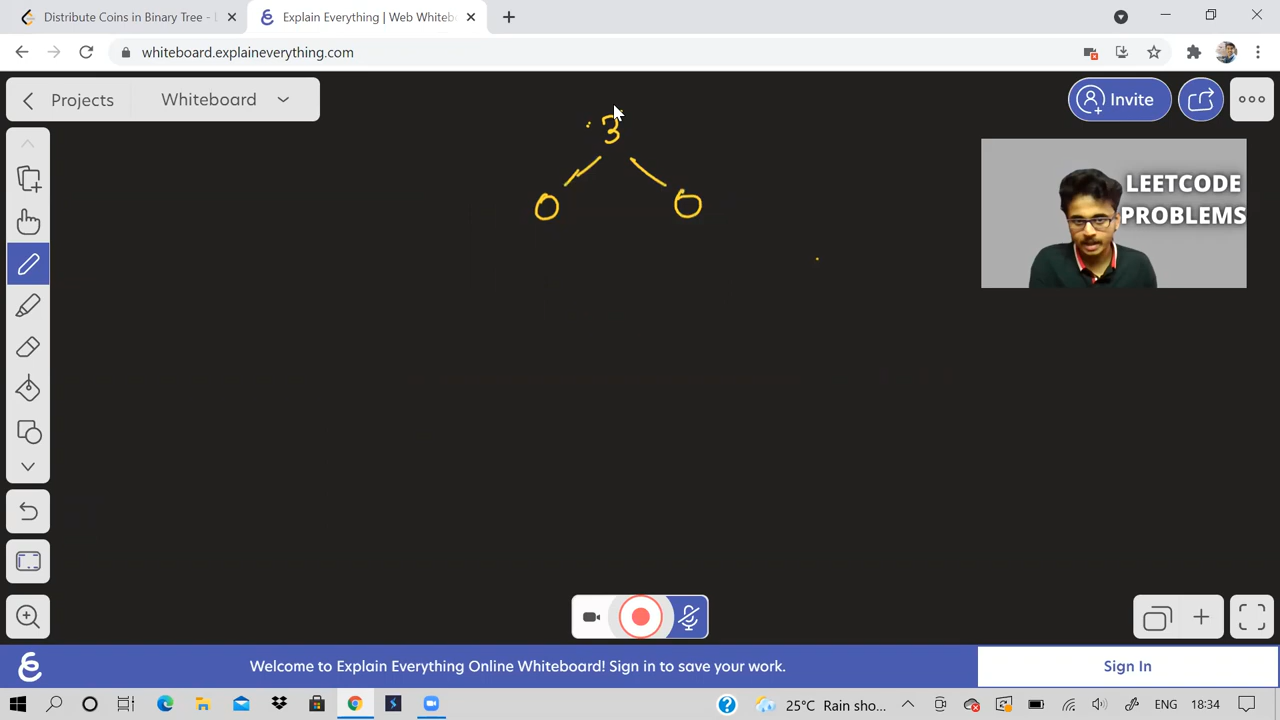 Distribute Coins in Binary Tree -
Explain Everything | Web Whiteb
whiteboard.explaineverything.com
Projects
Whiteboard
Invite
3
0 0
LEETCODE
PROBLEMS
Welcome to Explain Everything Online Whiteboard! Sign in to save your work.
Sign In
25°C Rain sho...
ENG
18:34